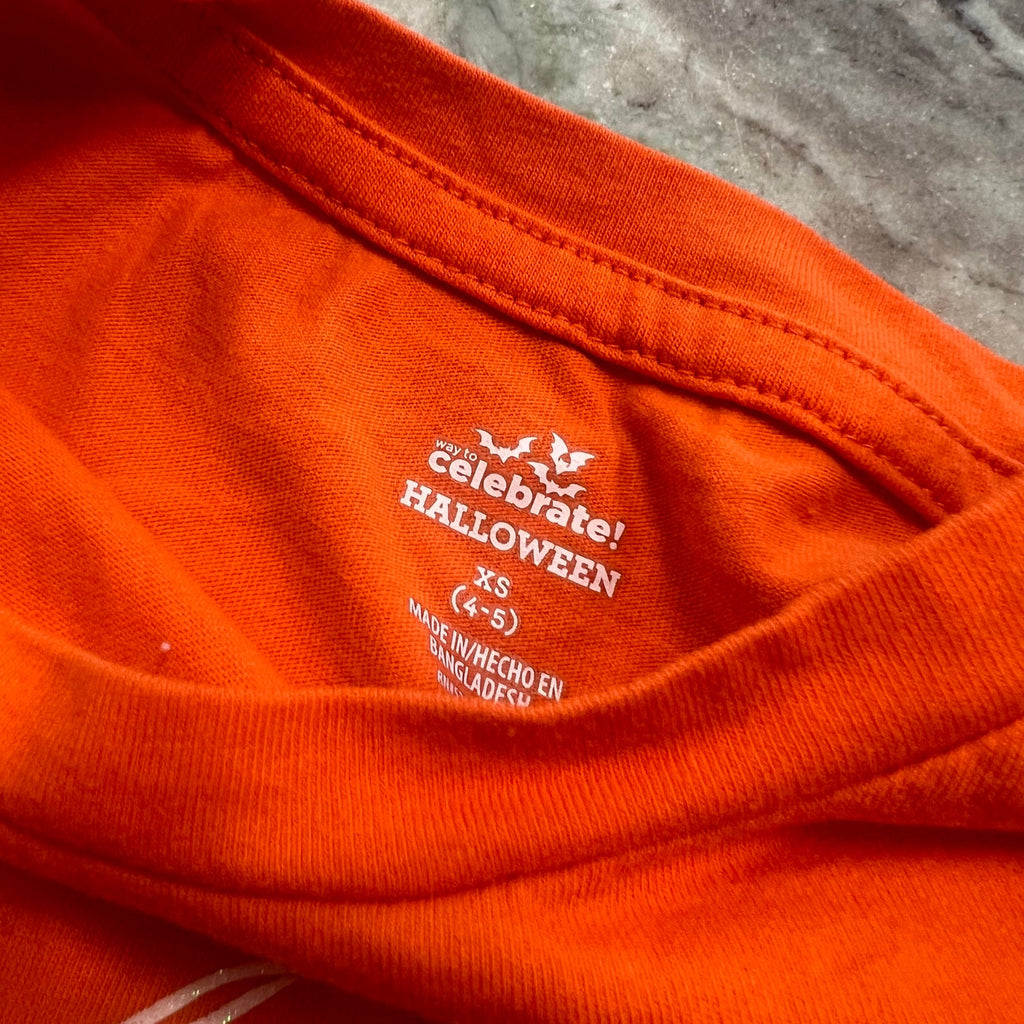 way to
celebrate!
HALLOWEEN
XS
(4-5)
MADE IN/HECHO EN
BANGLADESH